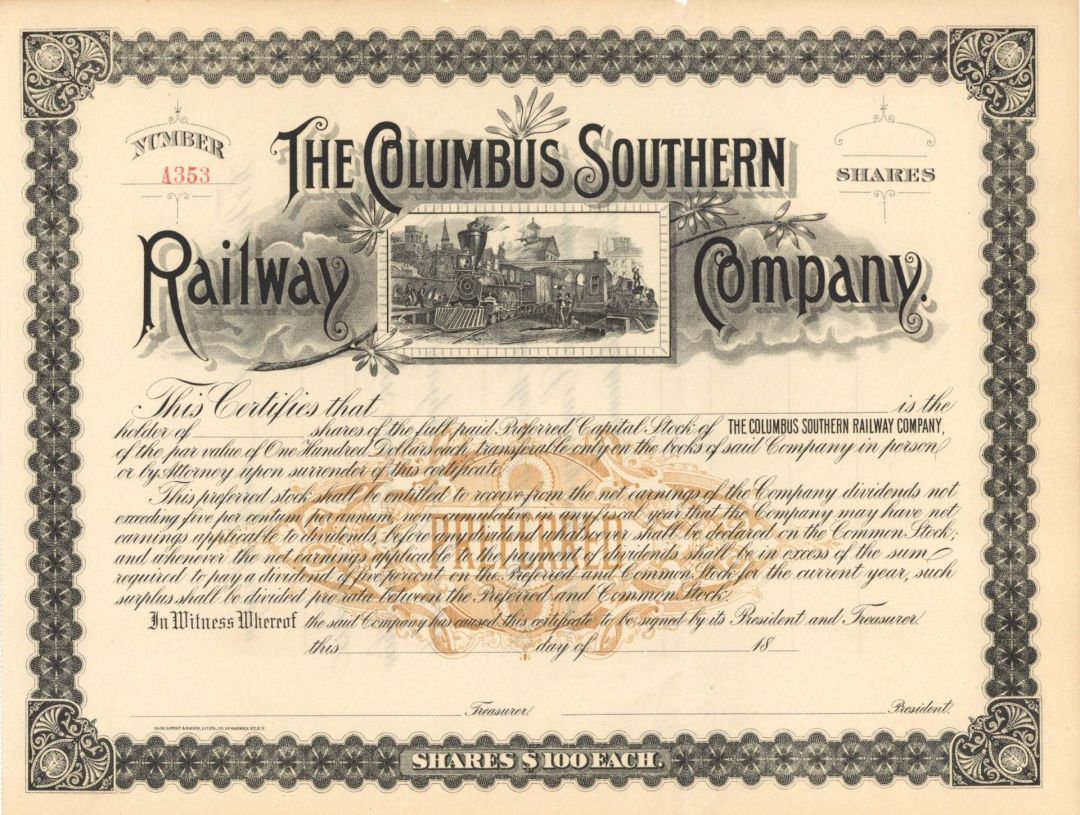 NUMBER
A353
THE COLUMBUS SOUTHERN
SHARES
Railway Company.
This Certifies that is the
holder of shares of the full paid Preferred Capital Stock of THE COLUMBUS SOUTHERN RAILWAY COMPANY,
of the par value of One Hundred Dollars each transferable only on the books of said Company in person
or by Attorney upon surrender of this certificate.
This preferred stock shall be entitled to receive from the net earnings of the Company dividends not
exceeding five per centum per annum, non-cumulative in any fiscal year that the Company may have net
earnings applicable to dividends, before any dividend whatsoever shall be declared on the Common Stock;
and whenever the net earnings applicable to the payment of dividends shall be in excess of the sum
required to pay a dividend of five percent on the Preferred and Common Stock for the current year, such
surplus shall be divided pro rata between the Preferred and Common Stock.
PREFERRED
In Witness Whereof the said Company has caused this certificate to be signed by its President and Treasurer
this day of 18
Treasurer President.
SHARES $100 EACH.